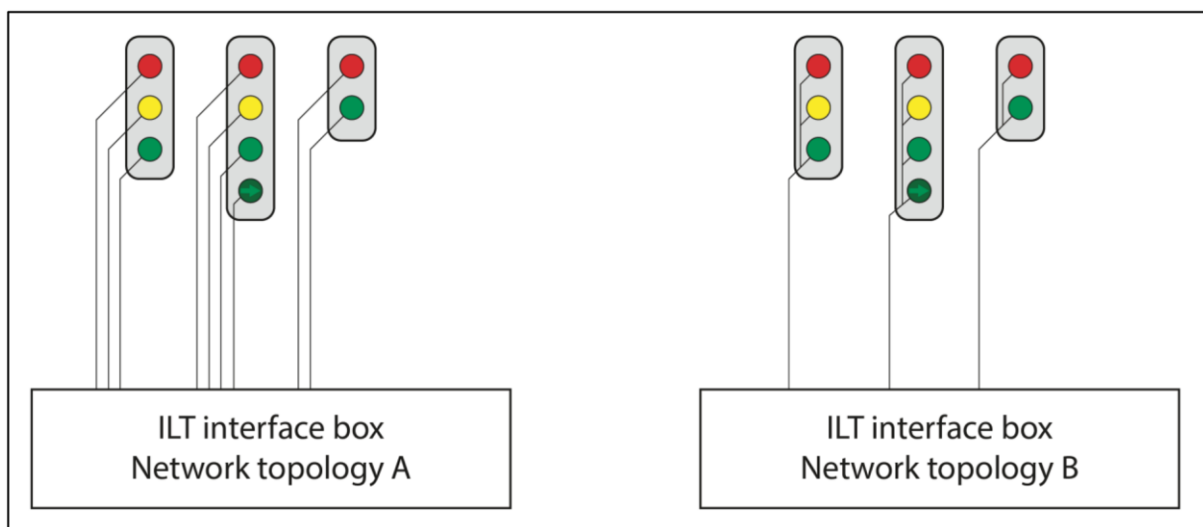 ILT interface box
Network topology A
ILT interface box
Network topology B